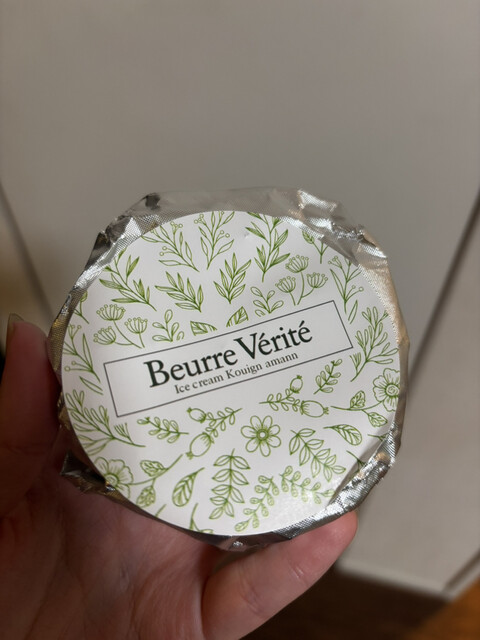 Beurre Vérité
Ice cream Kouign amann